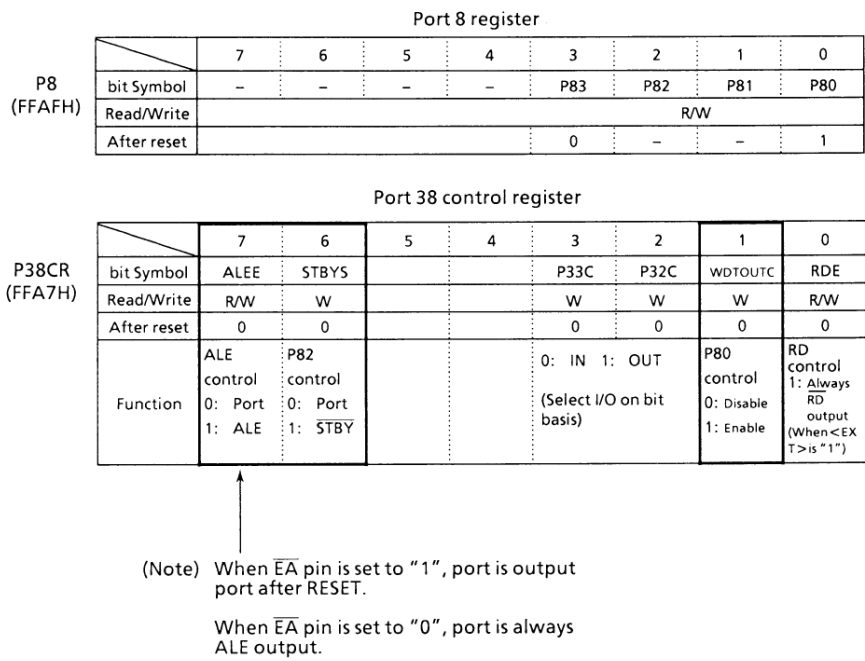 Port 8 register
7 6 5 4 3 2 1 0
P8
(FFAFH)
bit Symbol – – – – P83 P82 P81 P80
Read/Write R/W
After reset 0 – – 1
Port 38 control register
7 6 5 4 3 2 1 0
P38CR
(FFA7H)
bit Symbol ALEE STBYS P33C P32C WDTOUTC RDE
Read/Write R/W W W W W R/W
After reset 0 0 0 0 0 0
Function
ALE
control
0: Port
1: ALE
P82
control
0: Port
1: S̅T̅B̅Y̅
0: IN 1: OUT
(Select I/O on bit
basis)
P80
control
0: Disable
1: Enable
RD
control
1: Always
R̅D̅
output
(When<EX
T>is "1")
(Note) When E̅A̅ pin is set to "1", port is output
port after RESET.
When E̅A̅ pin is set to "0", port is always
ALE output.